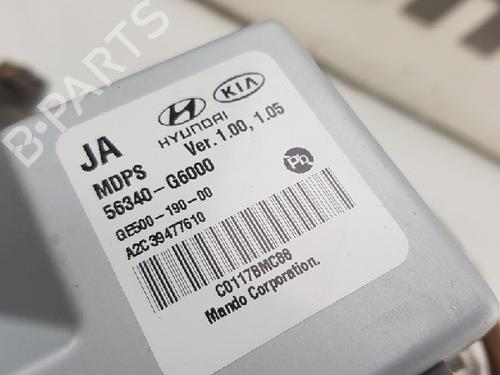 B-PARTS
JA
HYUNDAI
KIA
MDPS
Ver. 1.00, 1.05
56340-G6000
GE500-190-00
A2C39477610
Pb
C0117BMC88
Mando Corporation.